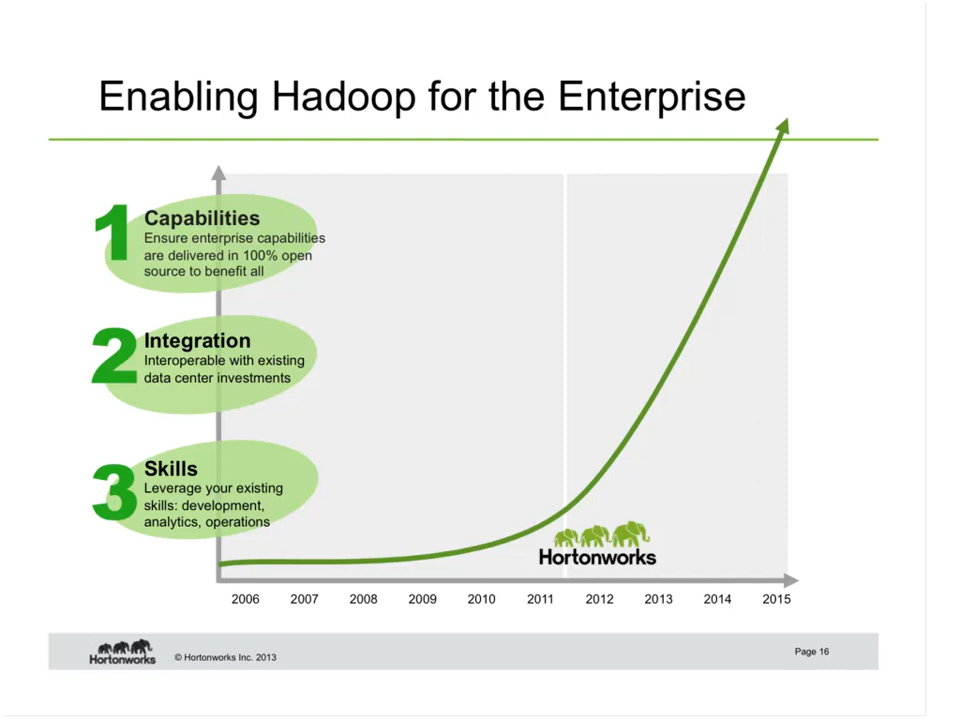 Enabling Hadoop for the Enterprise
1
Capabilities
Ensure enterprise capabilities
are delivered in 100% open
source to benefit all
2
Integration
Interoperable with existing
data center investments
3
Skills
Leverage your existing
skills: development,
analytics, operations
Hortonworks
2006 2007 2008 2009 2010 2011 2012 2013 2014 2015
Hortonworks
© Hortonworks Inc. 2013
Page 16